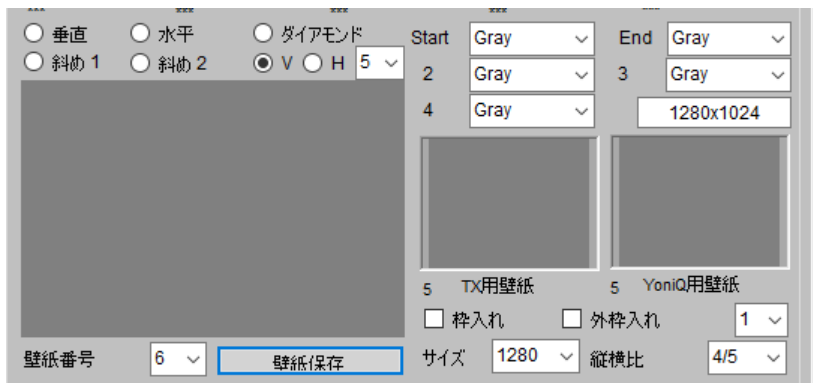 垂直 水平 ダイアモンド Start Gray End Gray
斜め 1 斜め 2 V H 5 2 Gray 3 Gray
4 Gray 1280x1024
5 TX用壁紙 5 YoniQ用壁紙
枠入れ 外枠入れ 1
壁紙番号 6 壁紙保存 サイズ 1280 縦横比 4/5